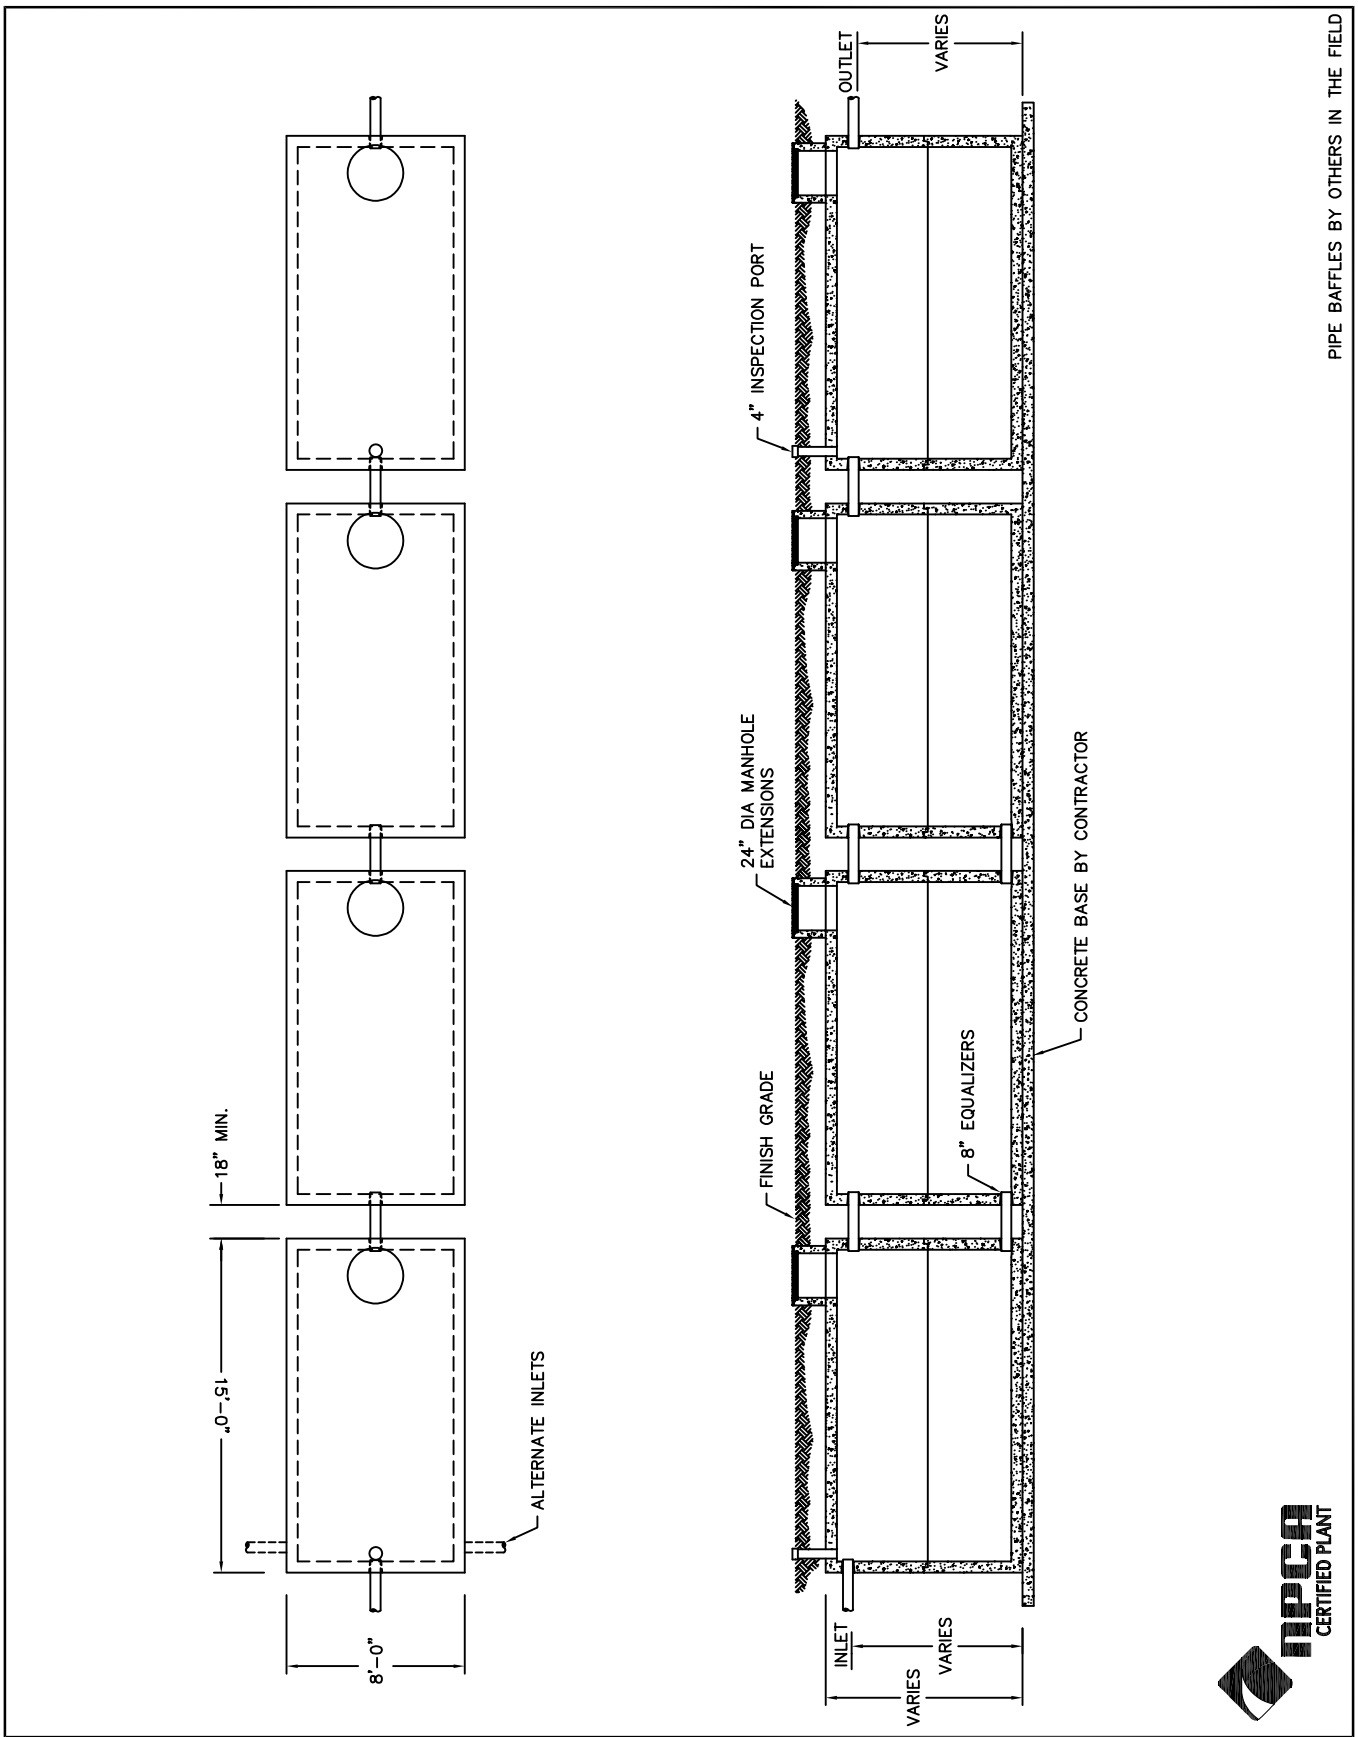 8'-0"
15'-0"
18" MIN.
ALTERNATE INLETS
VARIES
INLET
VARIES
FINISH GRADE
24" DIA MANHOLE
EXTENSIONS
4" INSPECTION PORT
OUTLET
VARIES
8" EQUALIZERS
CONCRETE BASE BY CONTRACTOR
NPCA
CERTIFIED PLANT
PIPE BAFFLES BY OTHERS IN THE FIELD